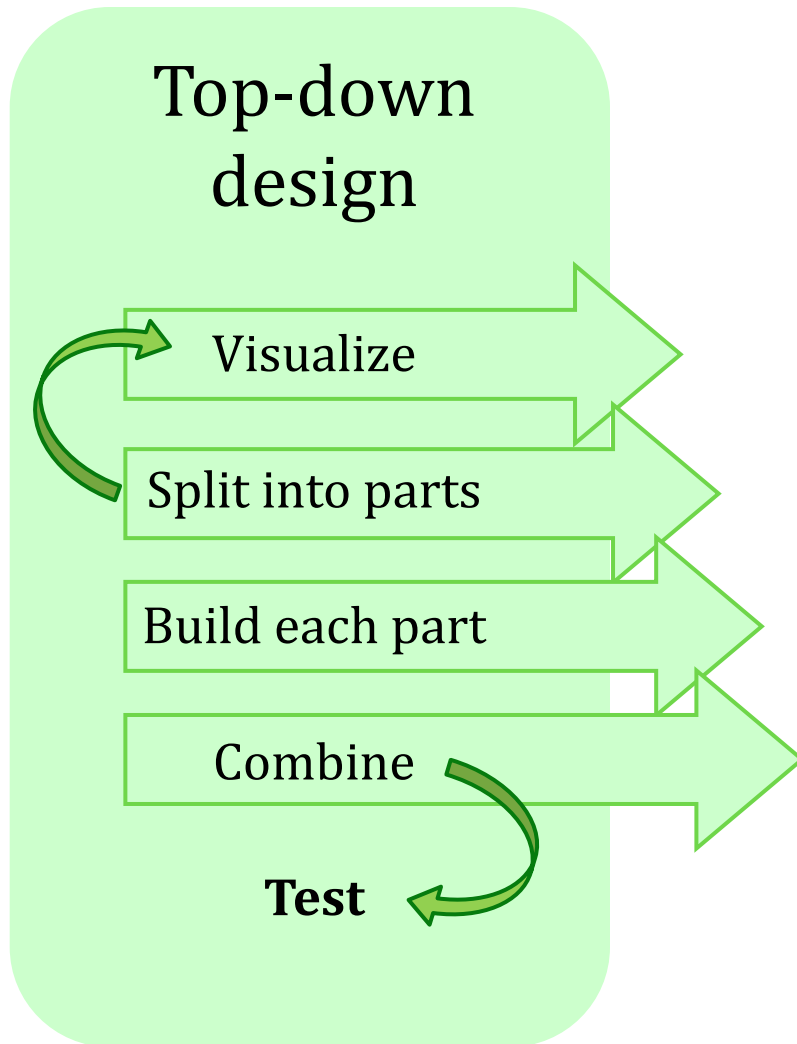 Top-down
design
Visualize
Split into parts
Build each part
Combine
Test